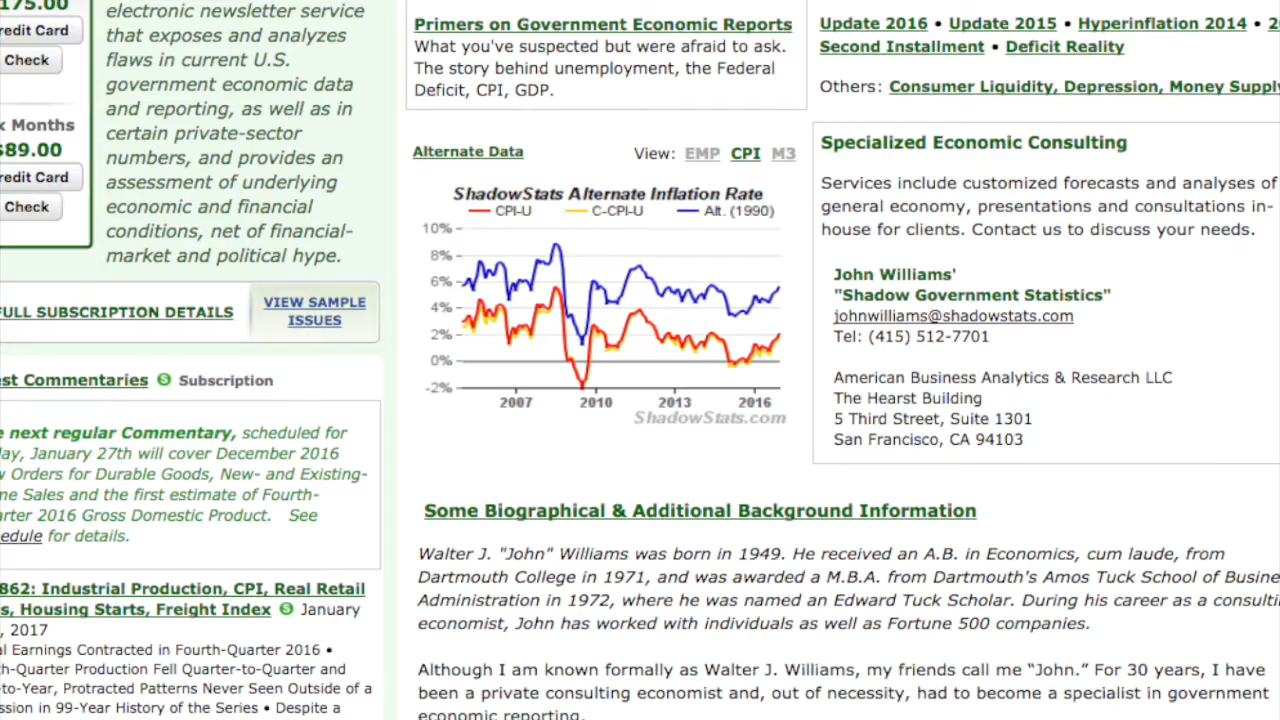 175.00
redit Card
Check
x Months
$89.00
redit Card
Check
electronic newsletter service
that exposes and analyzes
flaws in current U.S.
government economic data
and reporting, as well as in
certain private-sector
numbers, and provides an
assessment of underlying
economic and financial
conditions, net of financial-
market and political hype.
FULL SUBSCRIPTION DETAILS
VIEW SAMPLE
ISSUES
est Commentaries Subscription
e next regular Commentary, scheduled for
lay, January 27th will cover December 2016
w Orders for Durable Goods, New- and Existing-
me Sales and the first estimate of Fourth-
arter 2016 Gross Domestic Product. See
edule for details.
862: Industrial Production, CPI, Real Retail
s, Housing Starts, Freight Index January
, 2017
al Earnings Contracted in Fourth-Quarter 2016 •
th-Quarter Production Fell Quarter-to-Quarter and
-to-Year, Protracted Patterns Never Seen Outside of a
ssion in 99-Year History of the Series • Despite a
Primers on Government Economic Reports
What you've suspected but were afraid to ask.
The story behind unemployment, the Federal
Deficit, CPI, GDP.
Alternate Data View: EMP CPI M3
ShadowStats Alternate Inflation Rate
CPI-U C-CPI-U Alt. (1990)
10%
8%
6%
4%
2%
0%
-2%
2007 2010 2013 2016
ShadowStats.com
Update 2016 • Update 2015 • Hyperinflation 2014 • 2
Second Installment • Deficit Reality
Others: Consumer Liquidity, Depression, Money Supply
Specialized Economic Consulting
Services include customized forecasts and analyses of
general economy, presentations and consultations in-
house for clients. Contact us to discuss your needs.
John Williams'
"Shadow Government Statistics"
johnwilliams@shadowstats.com
Tel: (415) 512-7701
American Business Analytics & Research LLC
The Hearst Building
5 Third Street, Suite 1301
San Francisco, CA 94103
Some Biographical & Additional Background Information
Walter J. "John" Williams was born in 1949. He received an A.B. in Economics, cum laude, from
Dartmouth College in 1971, and was awarded a M.B.A. from Dartmouth's Amos Tuck School of Busine
Administration in 1972, where he was named an Edward Tuck Scholar. During his career as a consulti
economist, John has worked with individuals as well as Fortune 500 companies.
Although I am known formally as Walter J. Williams, my friends call me “John.” For 30 years, I have
been a private consulting economist and, out of necessity, had to become a specialist in government
economic reporting.